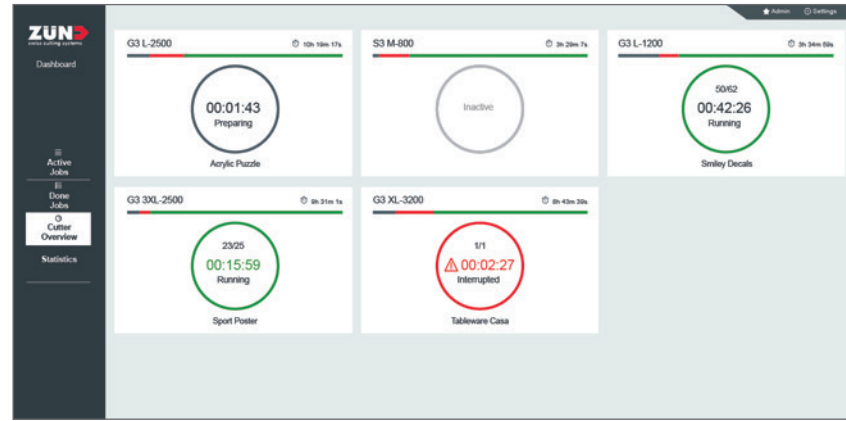 Admin
Settings
ZÜND
swiss cutting systems
Dashboard
Active
Jobs
Done
Jobs
Cutter
Overview
Statistics
G3 L-2500
10h 19m 17s
00:01:43
Preparing
Acrylic Puzzle
S3 M-800
3h 29m 7s
Inactive
G3 L-1200
3h 34m 59s
50/62
00:42:26
Running
Smiley Decals
G3 3XL-2500
9h 31m 1s
23/25
00:15:59
Running
Sport Poster
G3 XL-3200
8h 43m 39s
1/1
00:02:27
Interrupted
Tableware Casa